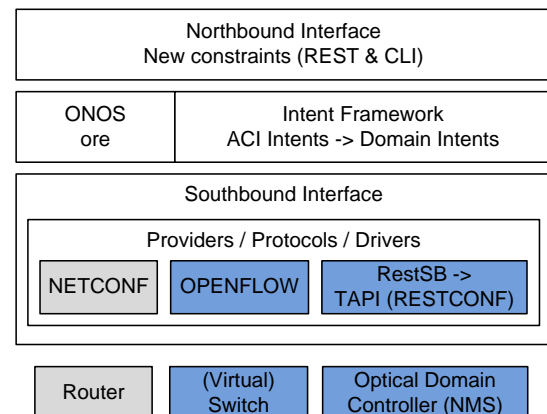 Northbound Interface
New constraints (REST & CLI)
ONOS
ore
Intent Framework
ACI Intents -> Domain Intents
Southbound Interface
Providers / Protocols / Drivers
NETCONF
OPENFLOW
RestSB ->
TAPI (RESTCONF)
Router
(Virtual)
Switch
Optical Domain
Controller (NMS)